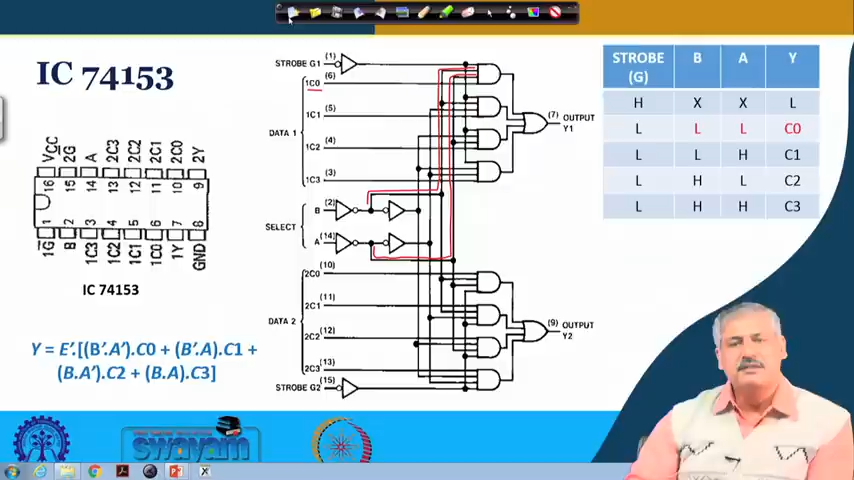 IC 74153
VCC
2G
A
2C3
2C2
2C1
2C0
2Y
16 15 14 13 12 11 10 9
1 2 3 4 5 6 7 8
1G
B
1C3
1C2
1C1
1C0
1Y
GND
IC 74153
Y = E'.[(B'.A').C0 + (B'.A).C1 +
(B.A').C2 + (B.A).C3]
STROBE G1 (1)
1C0 (6)
1C1 (5)
DATA 1
1C2 (4)
1C3 (3)
(7) OUTPUT
Y1
B (2)
SELECT
A (14)
2C0 (10)
2C1 (11)
DATA 2
2C2 (12)
2C3 (13)
STROBE G2 (15)
(9) OUTPUT
Y2
STROBE (G) B A Y
H X X L
L L L C0
L L H C1
L H L C2
L H H C3
swayam